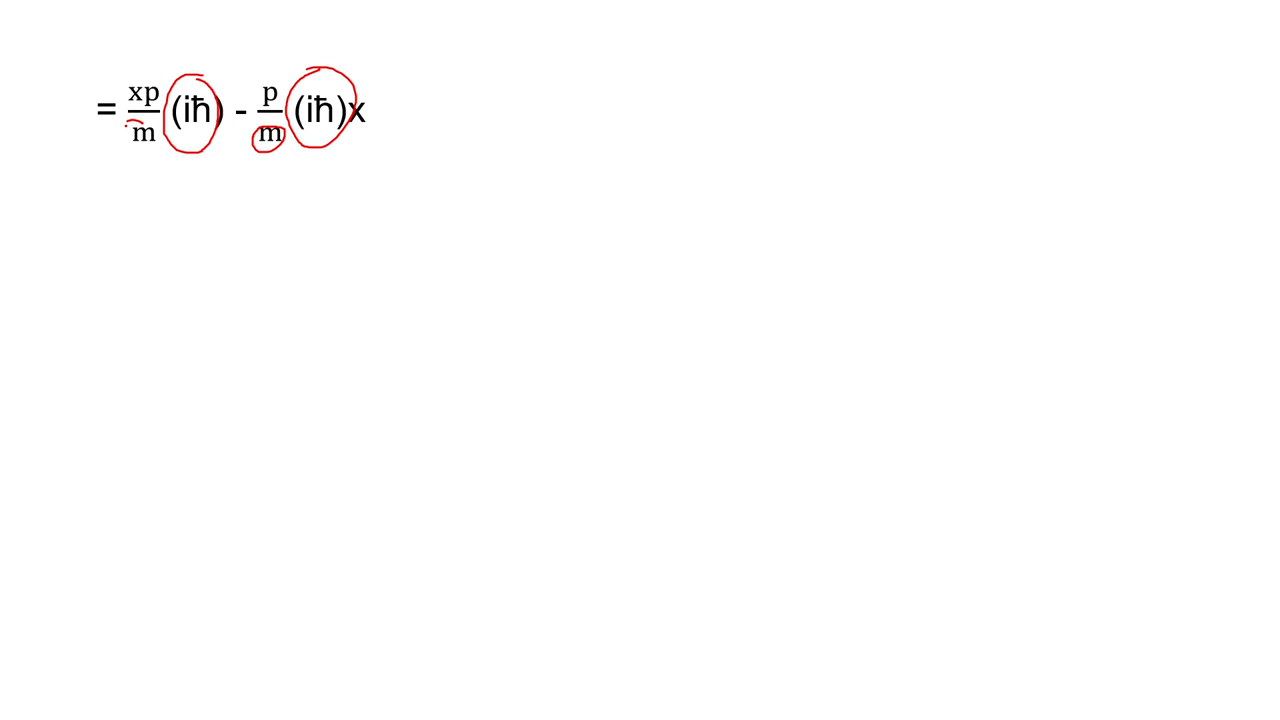 = xp/m (iħ) - p/m (iħ)x